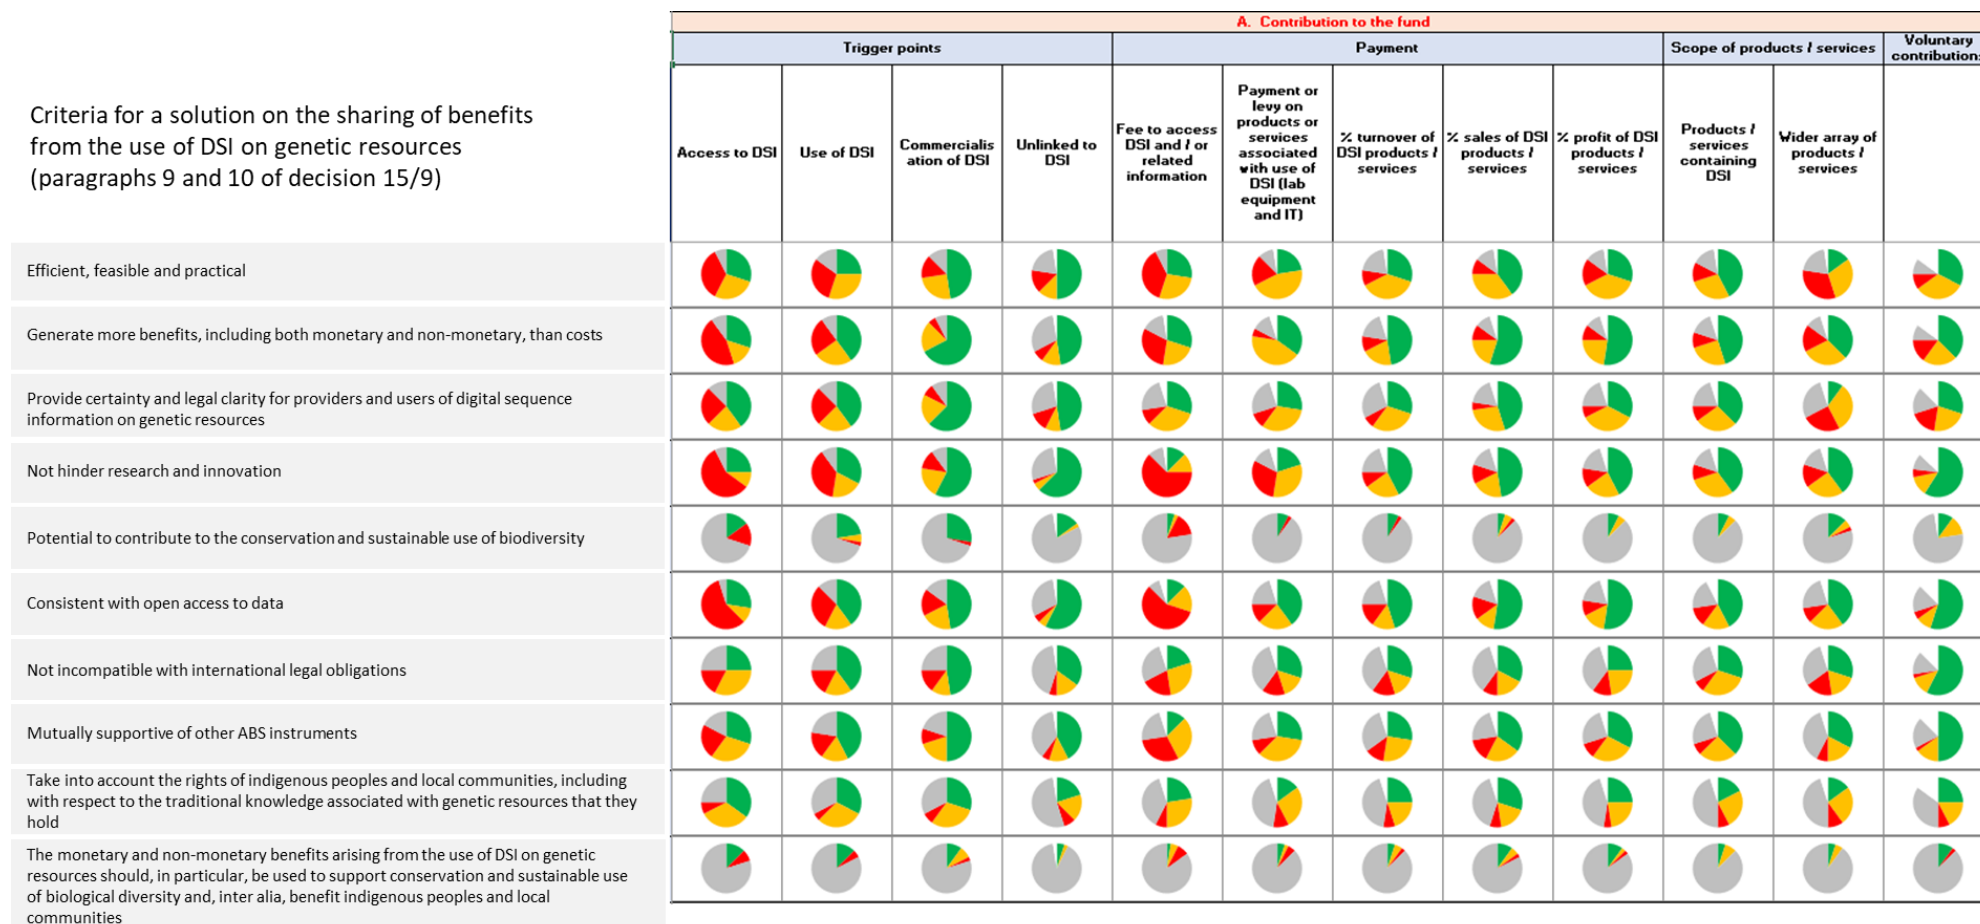 A. Contribution to the fund
Trigger points
Payment
Scope of products / services
Voluntary
contribution
Criteria for a solution on the sharing of benefits
from the use of DSI on genetic resources
(paragraphs 9 and 10 of decision 15/9)
Access to DSI
Use of DSI
Commercialis
ation of DSI
Unlinked to
DSI
Fee to access
DSI and / or
related
information
Payment or
levy on
products or
services
associated
with use of
DSI (lab
equipment
and IT)
% turnover of
DSI products /
services
% sales of DSI
products /
services
% profit of DSI
products /
services
Products /
services
containing
DSI
Wider array of
products /
services
Efficient, feasible and practical
Generate more benefits, including both monetary and non-monetary, than costs
Provide certainty and legal clarity for providers and users of digital sequence
information on genetic resources
Not hinder research and innovation
Potential to contribute to the conservation and sustainable use of biodiversity
Consistent with open access to data
Not incompatible with international legal obligations
Mutually supportive of other ABS instruments
Take into account the rights of indigenous peoples and local communities, including
with respect to the traditional knowledge associated with genetic resources that they
hold
The monetary and non-monetary benefits arising from the use of DSI on genetic
resources should, in particular, be used to support conservation and sustainable use
of biological diversity and, inter alia, benefit indigenous peoples and local
communities